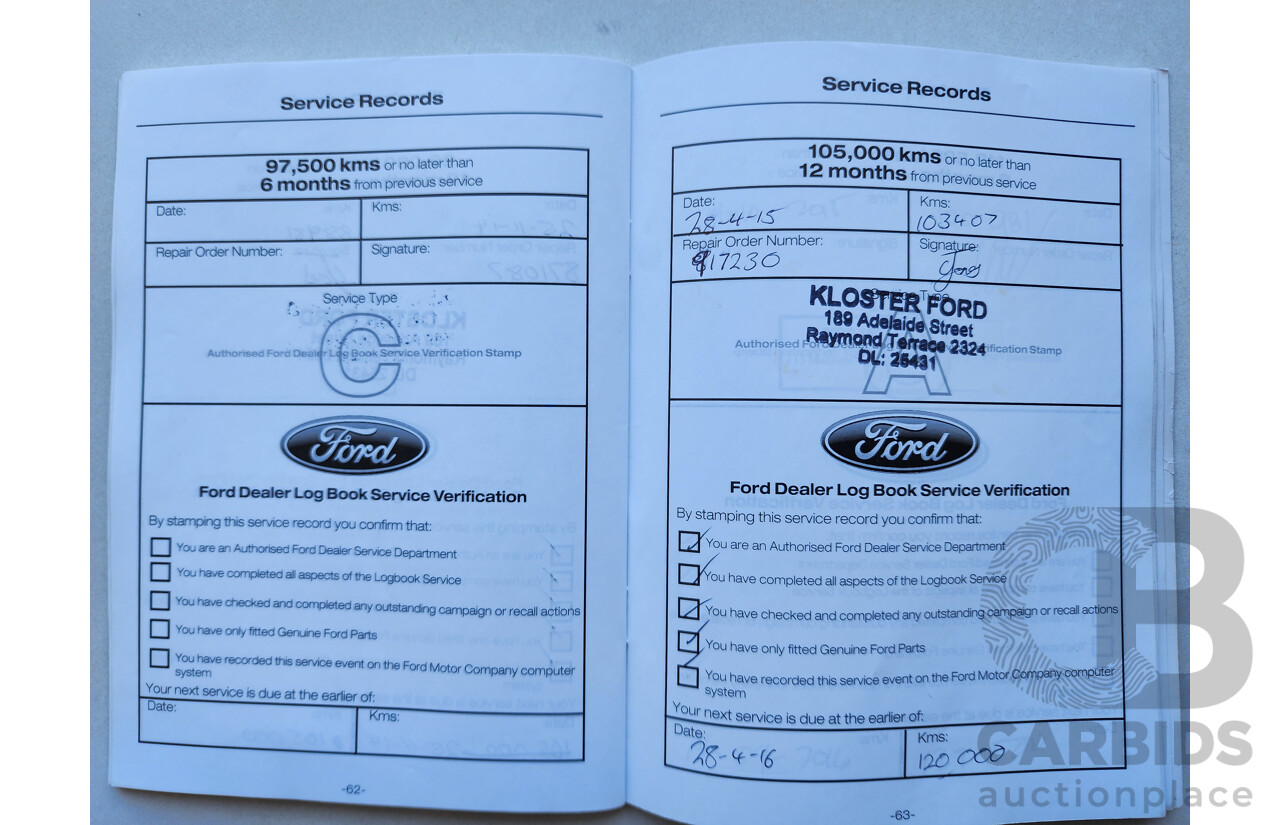 Service Records
97,500 kms or no later than
6 months from previous service
Date:
Kms:
Repair Order Number:
Signature:
Service Type
C
Authorised Ford Dealer Log Book Service Verification Stamp
Ford
Ford Dealer Log Book Service Verification
By stamping this service record you confirm that:
You are an Authorised Ford Dealer Service Department
You have completed all aspects of the Logbook Service
You have checked and completed any outstanding campaign or recall actions
You have only fitted Genuine Ford Parts
You have recorded this service event on the Ford Motor Company computer
system
Your next service is due at the earlier of:
Date:
Kms:
-62-
Service Records
105,000 kms or no later than
12 months from previous service
Date:
28-4-15
Kms:
103407
Repair Order Number:
917230
Signature:
Service Type
KLOSTER FORD
189 Adelaide Street
Raymond Terrace 2324
DL: 25431
A
Authorised Ford Dealer Verification Stamp
Ford
Ford Dealer Log Book Service Verification
By stamping this service record you confirm that:
You are an Authorised Ford Dealer Service Department
You have completed all aspects of the Logbook Service
You have checked and completed any outstanding campaign or recall actions
You have only fitted Genuine Ford Parts
You have recorded this service event on the Ford Motor Company computer
system
Your next service is due at the earlier of:
Date:
28-4-16
Kms:
120 000
-63-
CB
CARBIDS
auctionplace